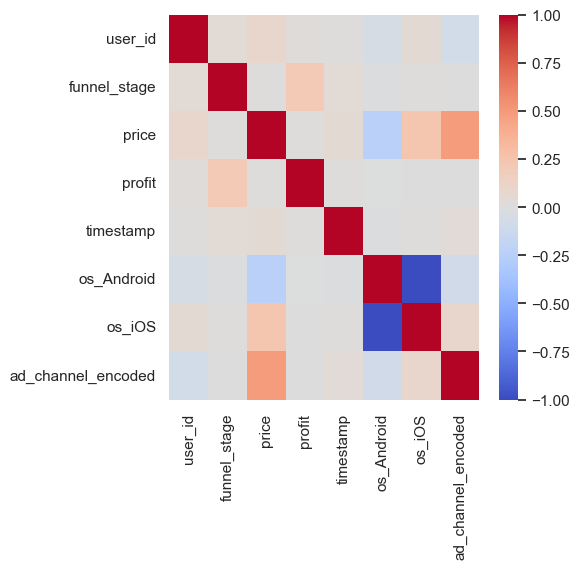 user_id
funnel_stage
price
profit
timestamp
os_Android
os_iOS
ad_channel_encoded
user_id
funnel_stage
price
profit
timestamp
os_Android
os_iOS
ad_channel_encoded
1.00
0.75
0.50
0.25
0.00
−0.25
−0.50
−0.75
−1.00